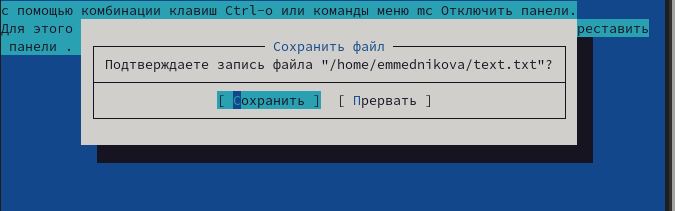 с помощью комбинации клавиш Ctrl-o или команды меню mc Отключить панели.
Для этого реставить
панели .
Сохранить файл
Подтверждаете запись файла "/home/emmednikova/text.txt"?
[ Сохранить ] [ Прервать ]